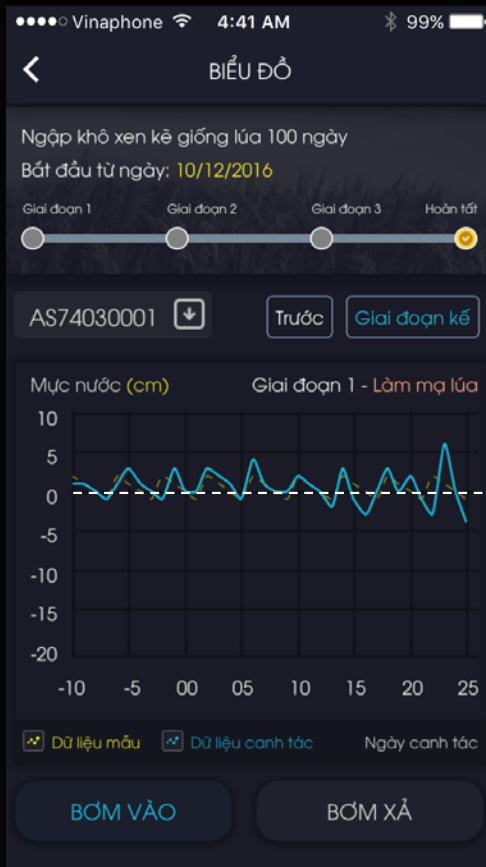 Vinaphone 4:41 AM 99%
BIỂU ĐỒ
Ngập khô xen kẽ giống lúa 100 ngày
Bắt đầu từ ngày: 10/12/2016
Giai đoạn 1 Giai đoạn 2 Giai đoạn 3 Hoàn tất
AS74030001 Trước Giai đoạn kế
Mực nước (cm) Giai đoạn 1 - Làm mạ lúa
10
5
0
-5
-10
-15
-20
-10 -5 00 05 10 15 20 25
Dữ liệu mẫu Dữ liệu canh tác Ngày canh tác
BƠM VÀO BƠM XẢ